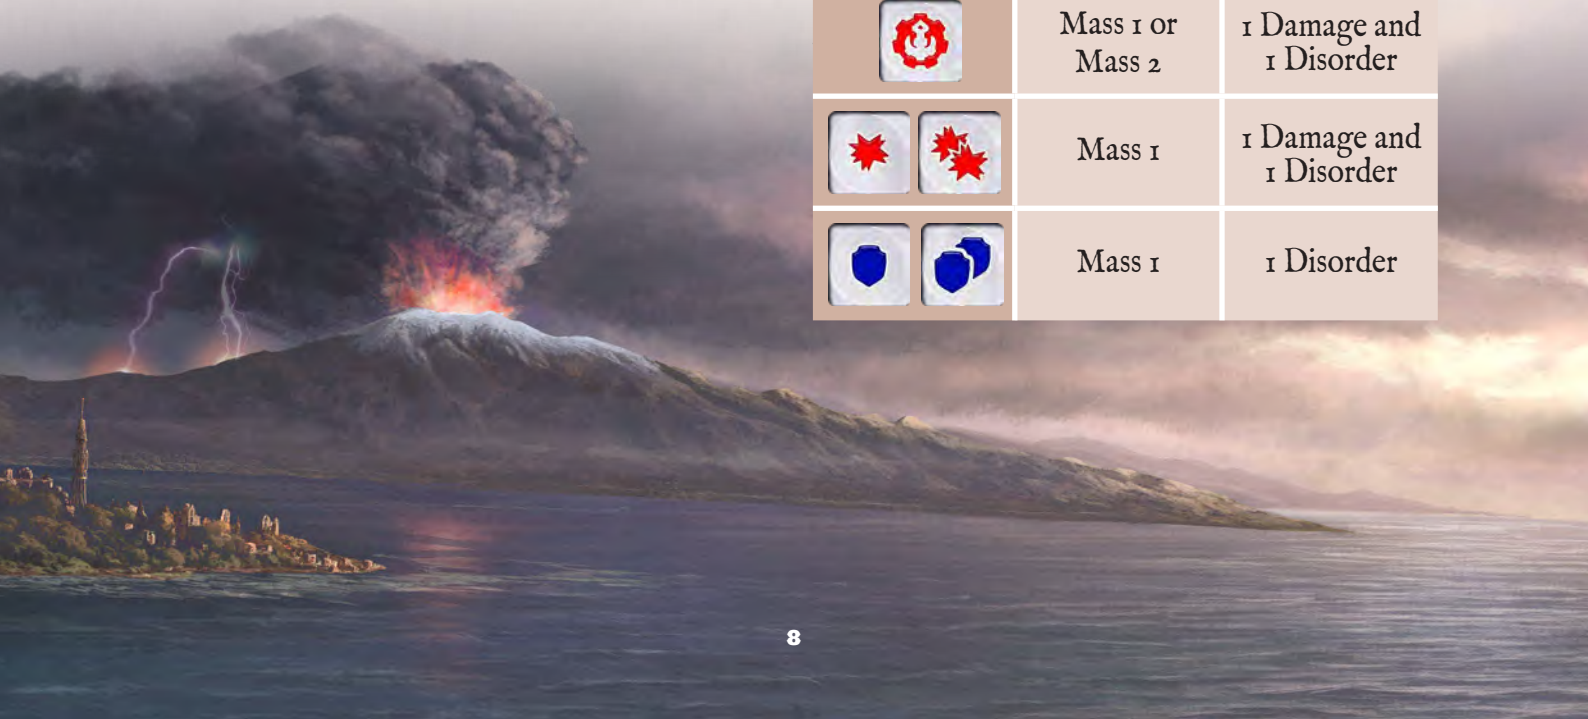 Mass 1 or
Mass 2
1 Damage and
1 Disorder
Mass 1
1 Damage and
1 Disorder
Mass 1
1 Disorder
8